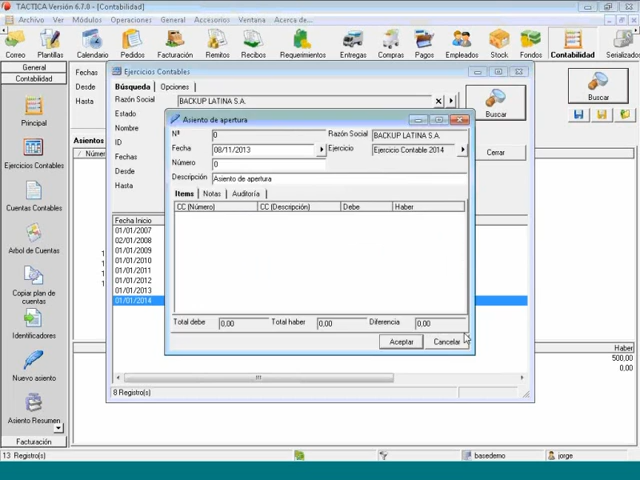 TACTICA Versión 6.7.0 - [Contabilidad]
Archivo Ver Módulos Operaciones General Accesorios Ventana Acerca de...
Correo Plantillas Calendario Pedidos Facturación Remitos Recibos Requerimientos Entregas Compras Pagos Empleados Stock Fondos Contabilidad Serializados
General
Contabilidad
Principal
Ejercicios Contables
Cuentas Contables
Arbol de Cuentas
Copiar plan de cuentas
Identificadores
Nuevo asiento
Asiento Resumen
Facturación
Fechas
Desde
Hasta
Buscar
Asientos
Número
Ejercicios Contables
Búsqueda Opciones
Razón Social BACKUP LATINA S.A.
Estado
Nombre
ID
Fechas
Desde
Hasta
Buscar
Cerrar
Fecha Inicio
01/01/2007
02/01/2008
01/01/2009
01/01/2010
01/01/2011
01/01/2012
01/01/2013
01/01/2014
8 Registro(s)
Asiento de apertura
Nº 0 Razón Social BACKUP LATINA S.A.
Fecha 08/11/2013 Ejercicio Ejercicio Contable 2014
Número 0
Descripción Asiento de apertura
Items Notas Auditoría
CC (Número) CC (Descripción) Debe Haber
Total debe 0,00 Total haber 0,00 Diferencia 0,00
Aceptar Cancelar
Haber
500,00
0,00
13 Registro(s) basedemo jorge